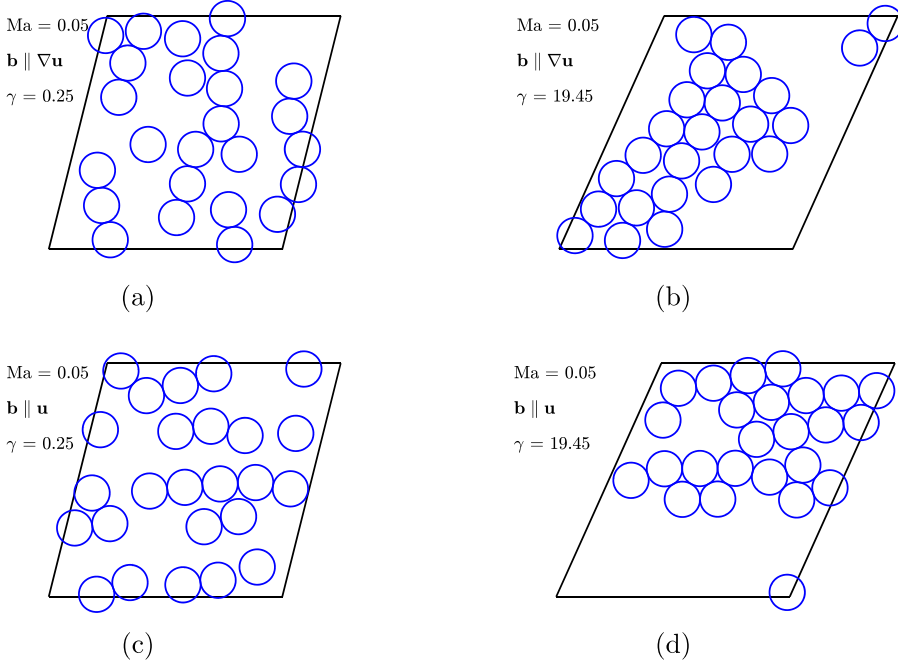 Ma = 0.05
b ∥ ∇u
γ = 0.25
(a)
Ma = 0.05
b ∥ ∇u
γ = 19.45
(b)
Ma = 0.05
b ∥ u
γ = 0.25
(c)
Ma = 0.05
b ∥ u
γ = 19.45
(d)